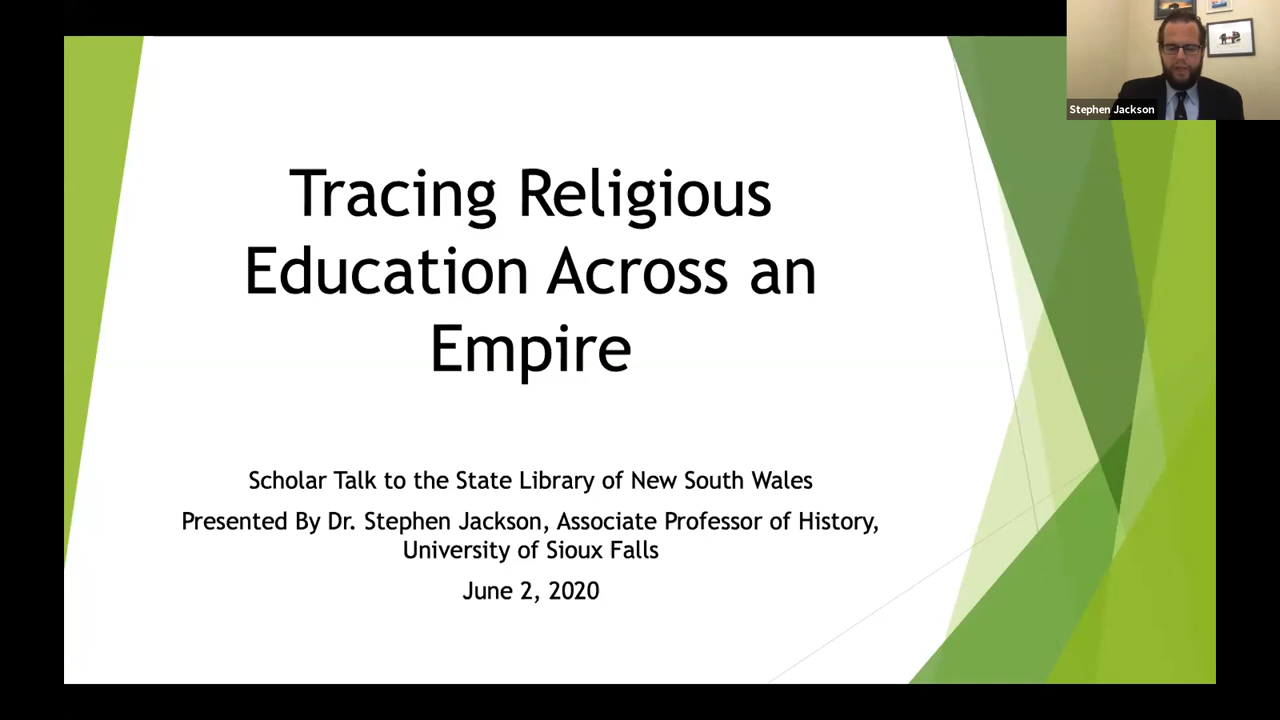 Stephen Jackson
Tracing Religious
Education Across an
Empire
Scholar Talk to the State Library of New South Wales
Presented By Dr. Stephen Jackson, Associate Professor of History,
University of Sioux Falls
June 2, 2020